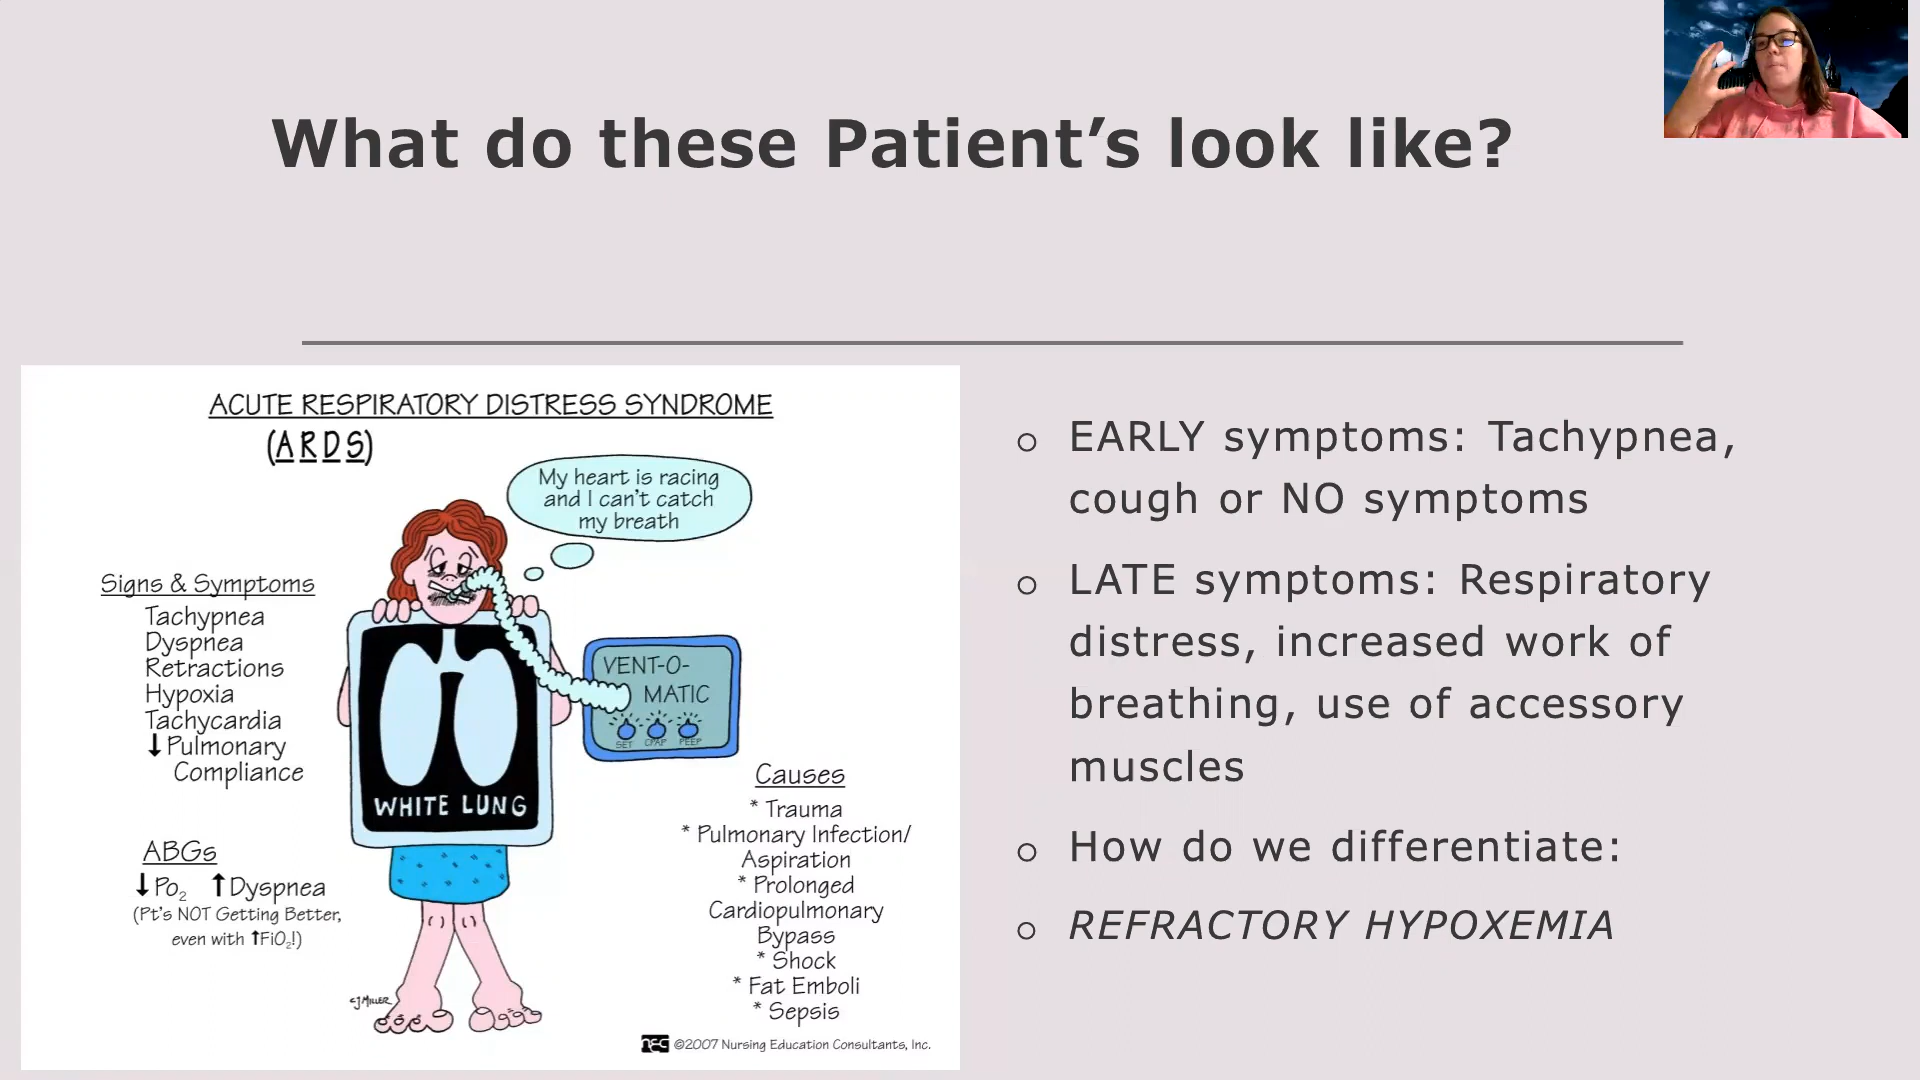 What do these Patient’s look like?
ACUTE RESPIRATORY DISTRESS SYNDROME
(ARDS)
My heart is racing
and I can't catch
my breath
Signs & Symptoms
Tachypnea
Dyspnea
Retractions
Hypoxia
Tachycardia
↓Pulmonary
Compliance
ABGs
↓Po₂ ↑Dyspnea
(Pt's NOT Getting Better,
even with ↑FiO₂!)
WHITE LUNG
VENT-O-
MATIC
SET CPAP PEEP
Causes
* Trauma
* Pulmonary Infection/
Aspiration
* Prolonged
Cardiopulmonary
Bypass
* Shock
* Fat Emboli
* Sepsis
CJMILLER
nec ©2007 Nursing Education Consultants, Inc.
○ EARLY symptoms: Tachypnea,
cough or NO symptoms
○ LATE symptoms: Respiratory
distress, increased work of
breathing, use of accessory
muscles
○ How do we differentiate:
○ REFRACTORY HYPOXEMIA